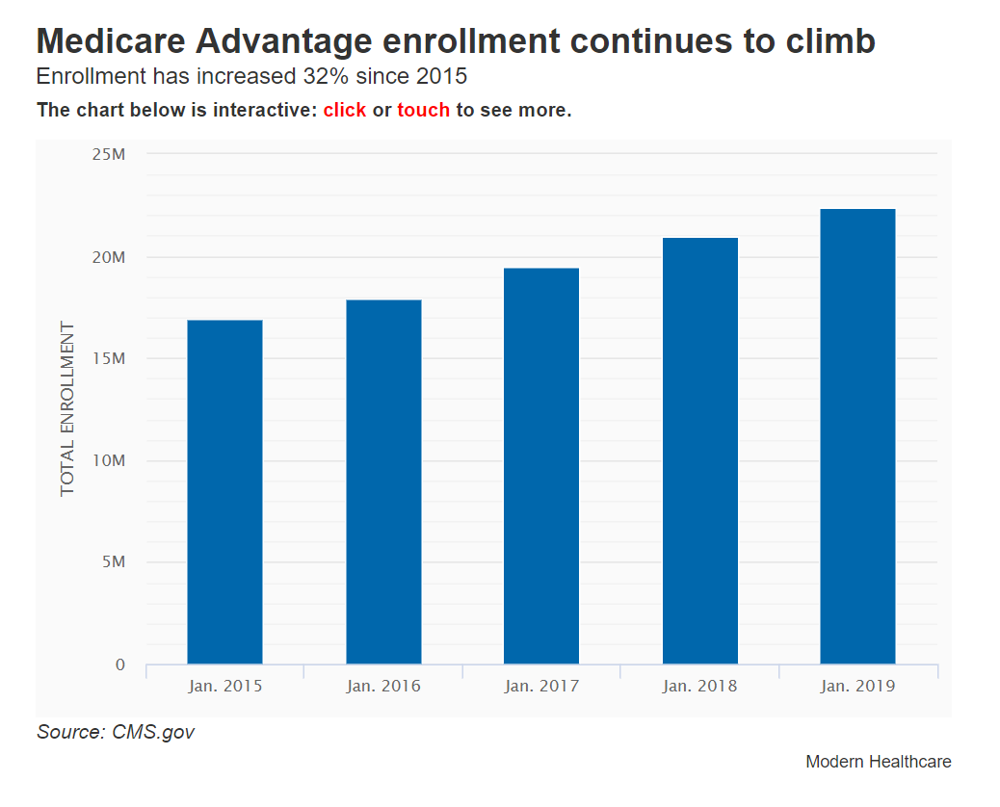 Medicare Advantage enrollment continues to climb
Enrollment has increased 32% since 2015
The chart below is interactive: click or touch to see more.
25M
20M
15M
10M
5M
0
TOTAL ENROLLMENT
Jan. 2015
Jan. 2016
Jan. 2017
Jan. 2018
Jan. 2019
Source: CMS.gov
Modern Healthcare